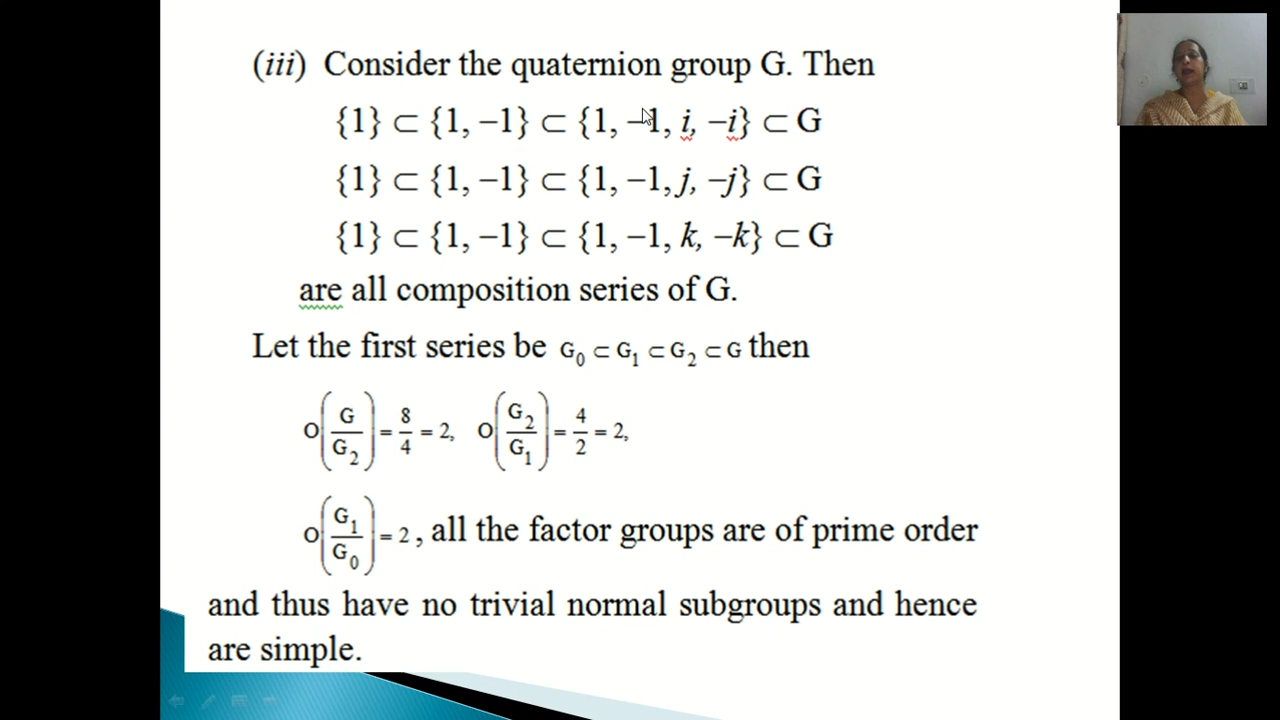 (iii) Consider the quaternion group G. Then
{1} ⊂ {1, −1} ⊂ {1, −1, i, −i} ⊂ G
{1} ⊂ {1, −1} ⊂ {1, −1, j, −j} ⊂ G
{1} ⊂ {1, −1} ⊂ {1, −1, k, −k} ⊂ G
are all composition series of G.
Let the first series be G₀ ⊂ G₁ ⊂ G₂ ⊂ G then
O(G/G₂) = 8/4 = 2, O(G₂/G₁) = 4/2 = 2,
O(G₁/G₀) = 2 , all the factor groups are of prime order
and thus have no trivial normal subgroups and hence
are simple.